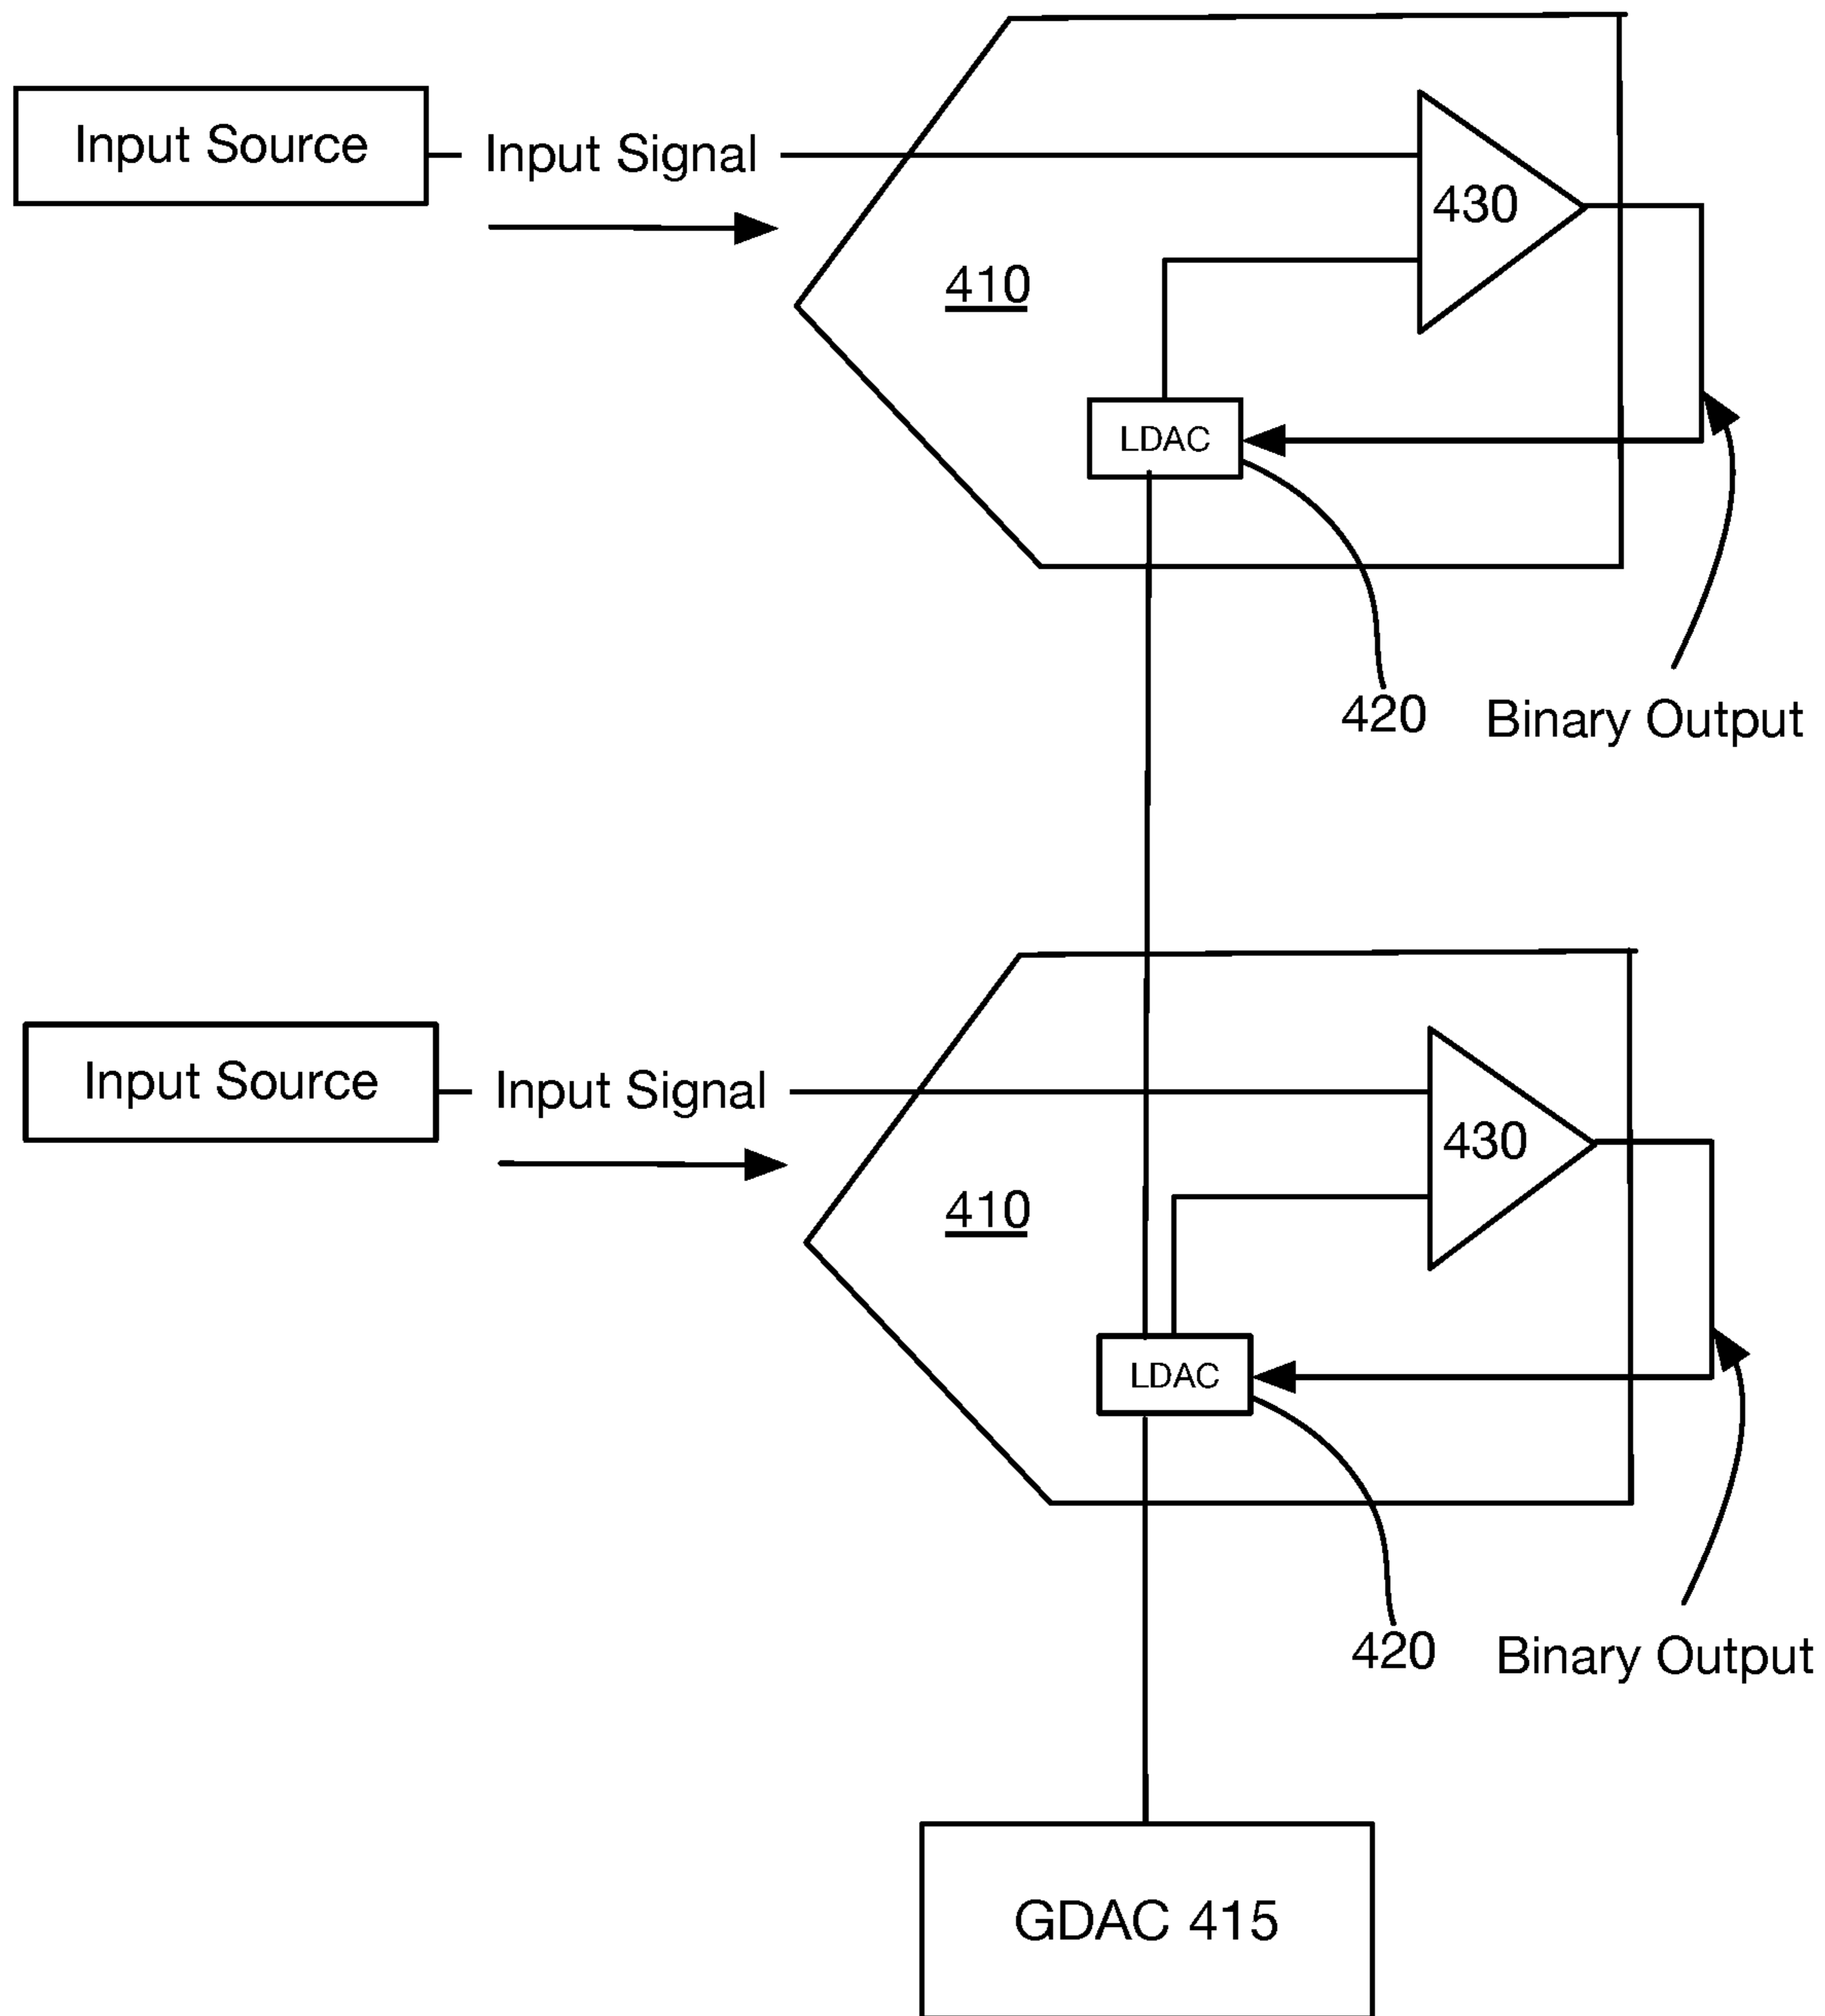 Input Source
Input Signal
430
410
LDAC
420
Binary Output
Input Source
Input Signal
430
410
LDAC
420
Binary Output
GDAC 415